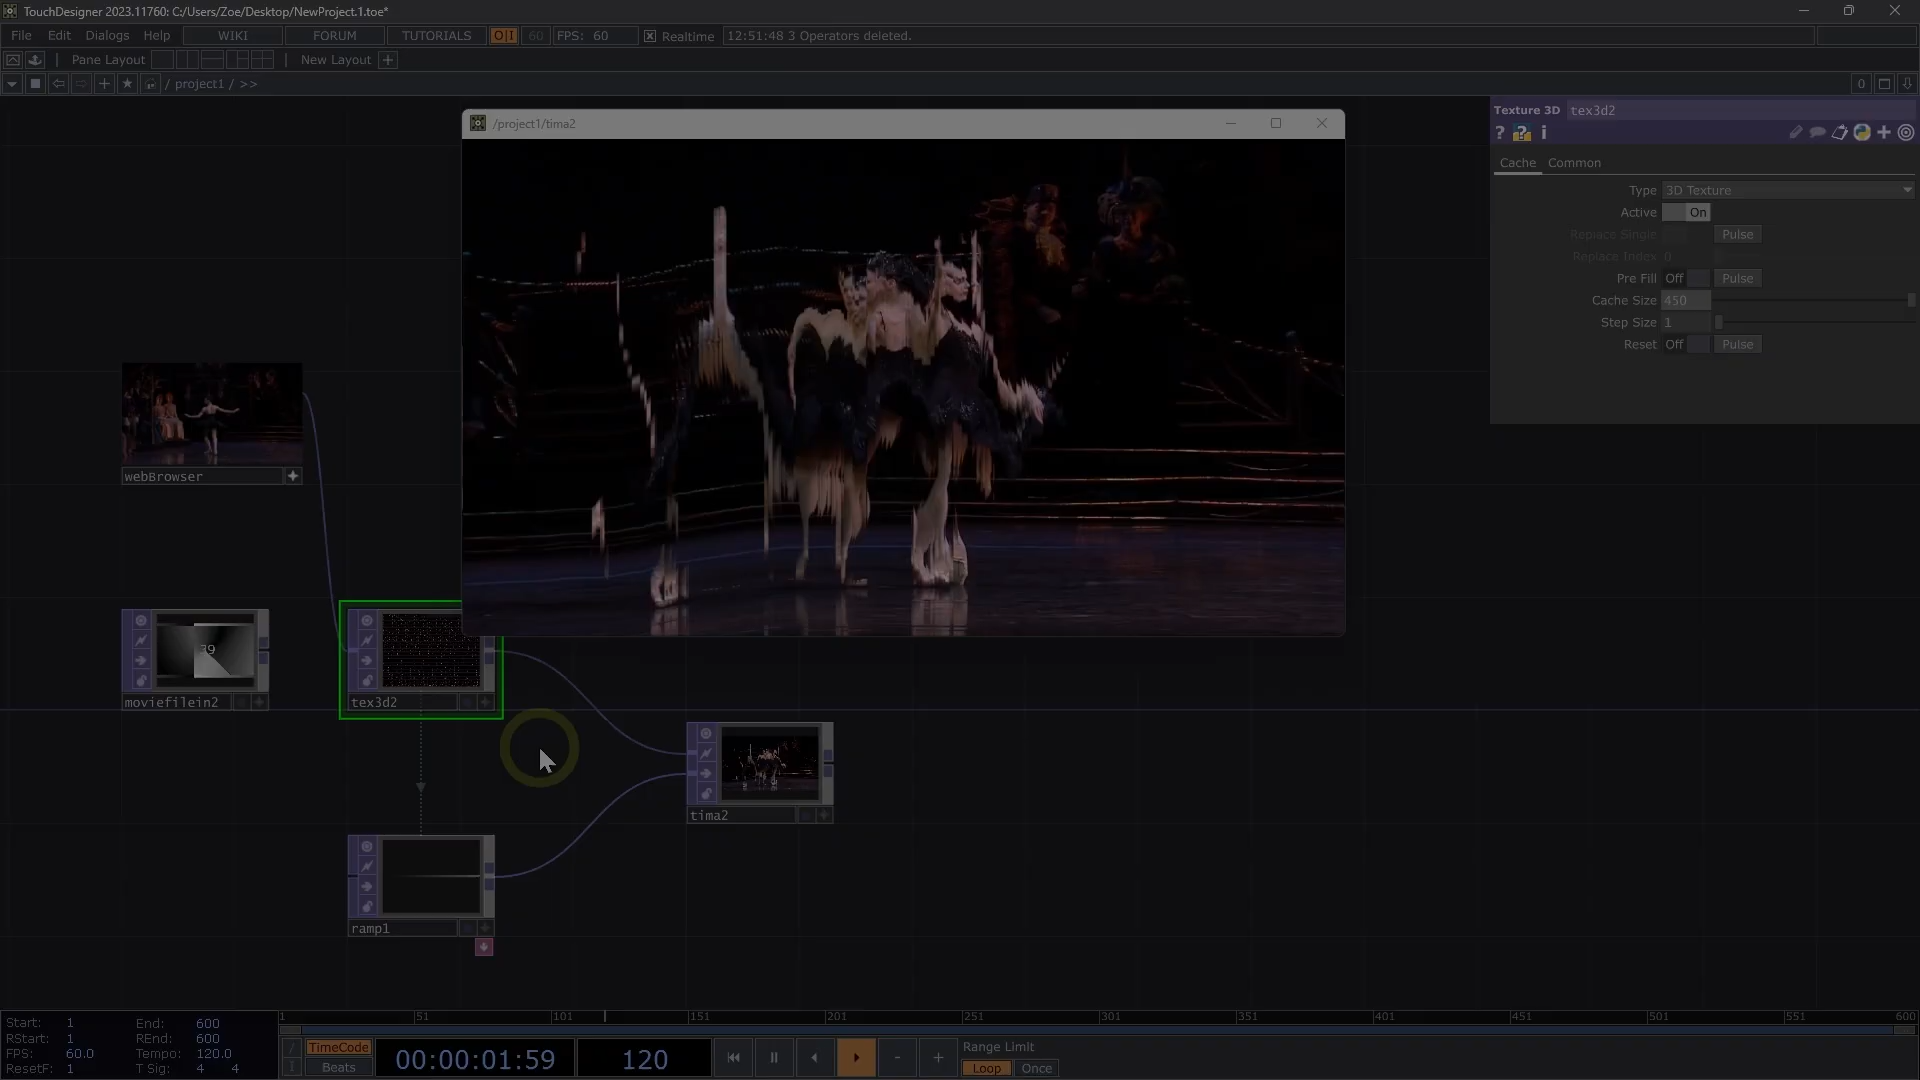 TouchDesigner 2023.11760: C:/Users/Zoe/Desktop/NewProject.1.toe*
File Edit Dialogs Help WIKI FORUM TUTORIALS O|I 60 FPS: 60 Realtime 12:51:48 3 Operators deleted.
Pane Layout New Layout
/ project1 / >> 0
Texture 3D tex3d2
/project1/tima2
? ? i
Cache Common
Type 3D Texture
Active On
Replace Single Pulse
Replace Index 0
Pre Fill Off Pulse
Cache Size 450
Step Size 1
Reset Off Pulse
webBrowser
39
moviefilein2
tex3d2
tima2
ramp1
1 51 101 151 201 251 301 351 401 451 501 551 600
Start: 1 End: 600
RStart: 1 REnd: 600
FPS: 60.0 Tempo: 120.0
ResetF: 1 T Sig: 4 4
TimeCode
Beats
00:00:01:59
120
Range Limit
Loop Once